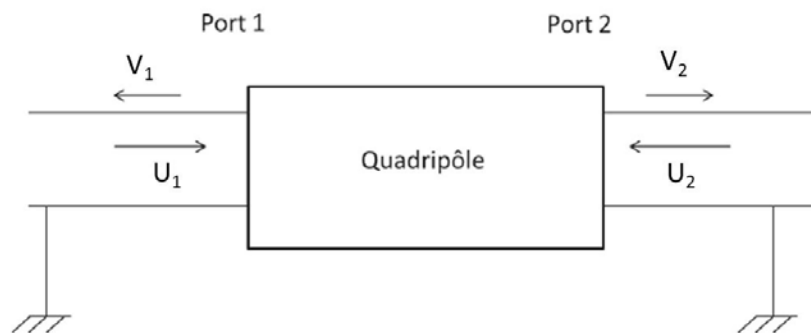 Port 1
Port 2
V₁
V₂
Quadripôle
U₁
U₂